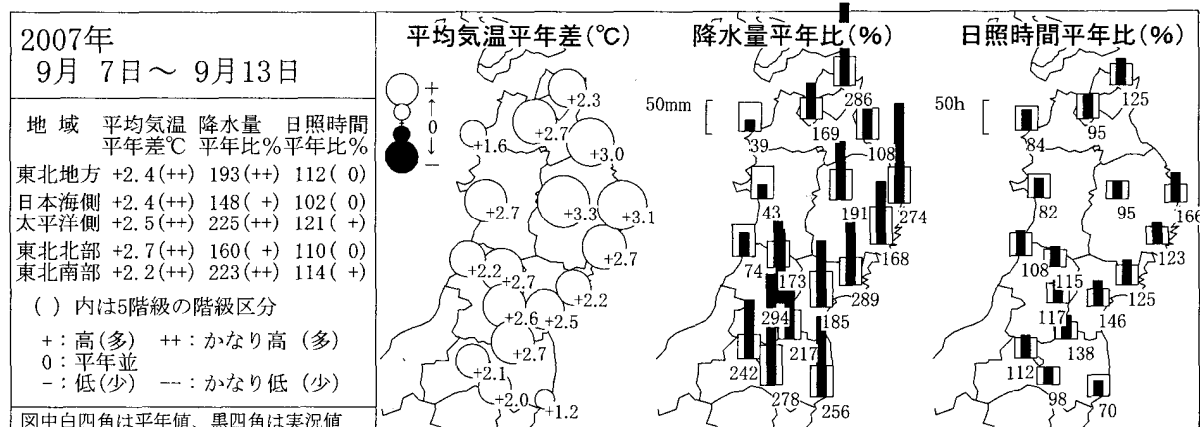 2007年
9月 7日～ 9月13日
地 域 平均気温 降水量 日照時間
平年差℃ 平年比% 平年比%
東北地方 +2.4(++) 193(++) 112( 0)
日本海側 +2.4(++) 148( +) 102( 0)
太平洋側 +2.5(++) 225(++) 121( +)
東北北部 +2.7(++) 160( +) 110( 0)
東北南部 +2.2(++) 223(++) 114( +)
( ) 内は5階級の階級区分
+：高(多) ++：かなり高 (多)
0：平年並
-：低(少) --：かなり低 (少)
図中白四角は平年値、黒四角は実況値
平均気温平年差(℃)
+
↑
0
↓
-
+2.3
+2.7
+1.6
+3.0
+2.7
+3.3
+3.1
+2.7
+2.2
+2.7
+2.2
+2.6
+2.5
+2.7
+2.1
+2.0
+1.2
降水量平年比(%)
50mm
286
169
39
108
43
191
274
168
74
173
289
294
185
217
242
278
256
日照時間平年比(%)
50h
125
95
84
82
95
166
123
108
115
125
117
146
138
112
98
70